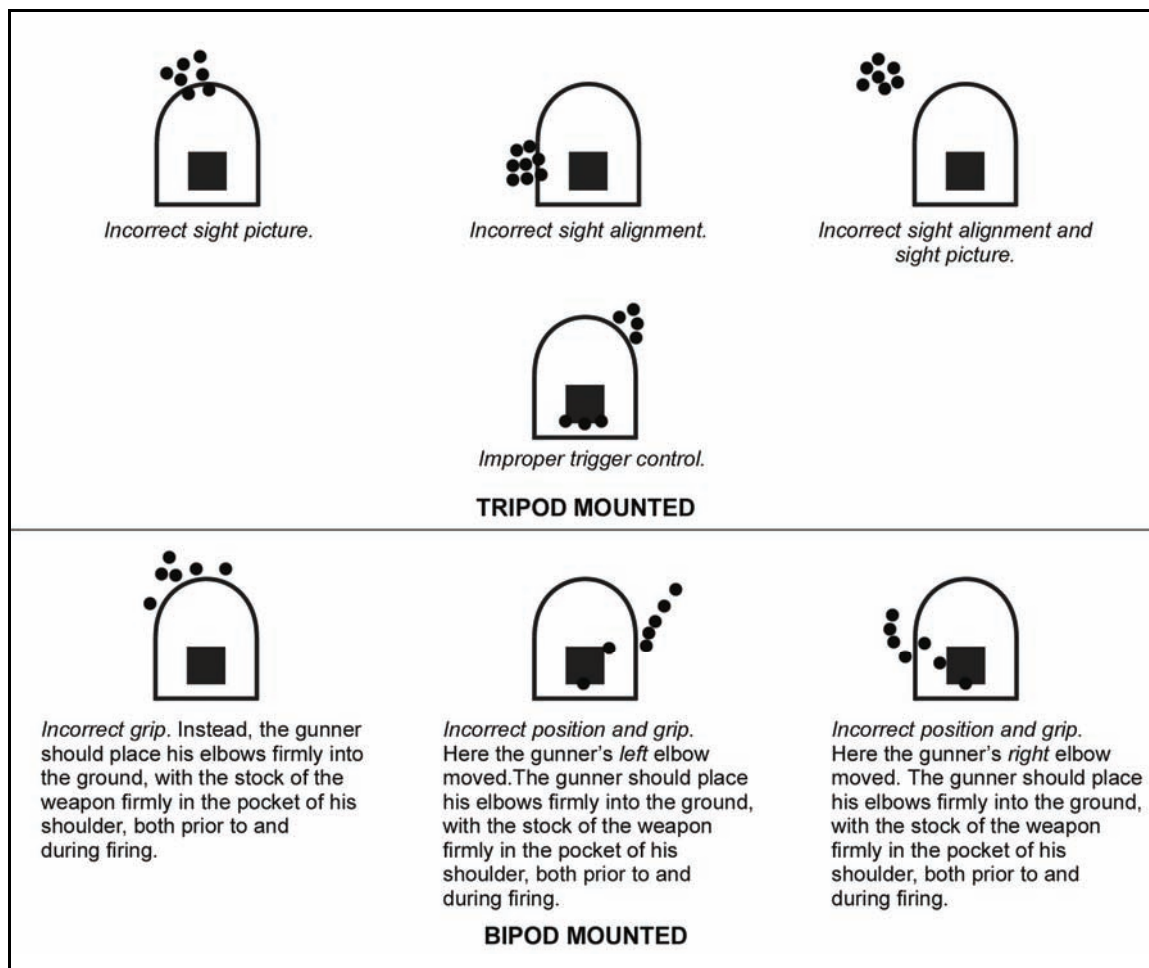 Incorrect sight picture.
Incorrect sight alignment.
Incorrect sight alignment and
sight picture.
Improper trigger control.
TRIPOD MOUNTED
Incorrect grip. Instead, the gunner
should place his elbows firmly into
the ground, with the stock of the
weapon firmly in the pocket of his
shoulder, both prior to and
during firing.
Incorrect position and grip.
Here the gunner's left elbow
moved.The gunner should place
his elbows firmly into the ground,
with the stock of the weapon
firmly in the pocket of his
shoulder, both prior to and
during firing.
Incorrect position and grip.
Here the gunner's right elbow
moved. The gunner should place
his elbows firmly into the ground,
with the stock of the weapon
firmly in the pocket of his
shoulder, both prior to and
during firing.
BIPOD MOUNTED